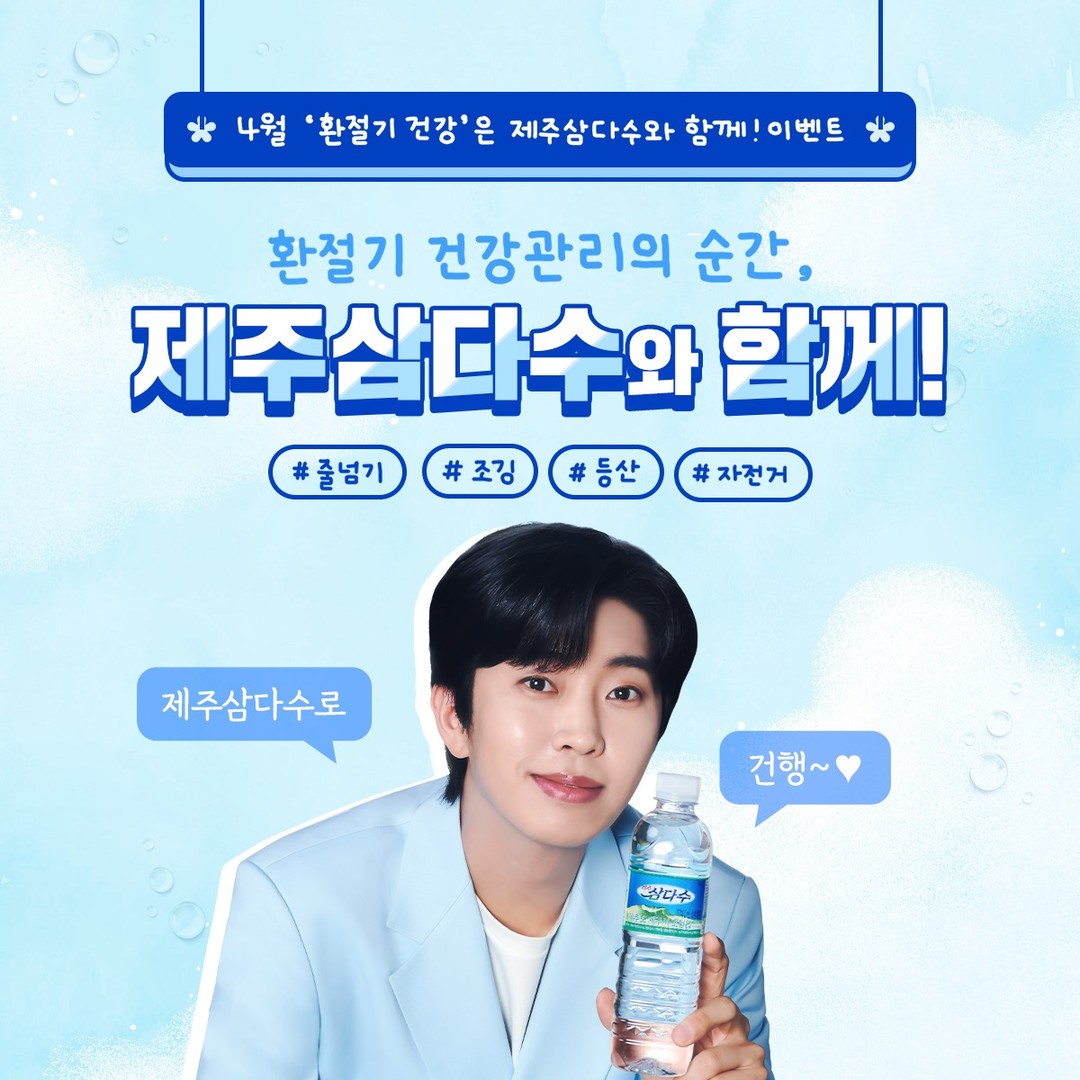 4월 ‘환절기 건강’은 제주삼다수와 함께! 이벤트
환절기 건강관리의 순간,
제주삼다수와 함께!
#줄넘기 # 조깅 # 등산 #자전거
제주삼다수로
건행~♥
삼다수